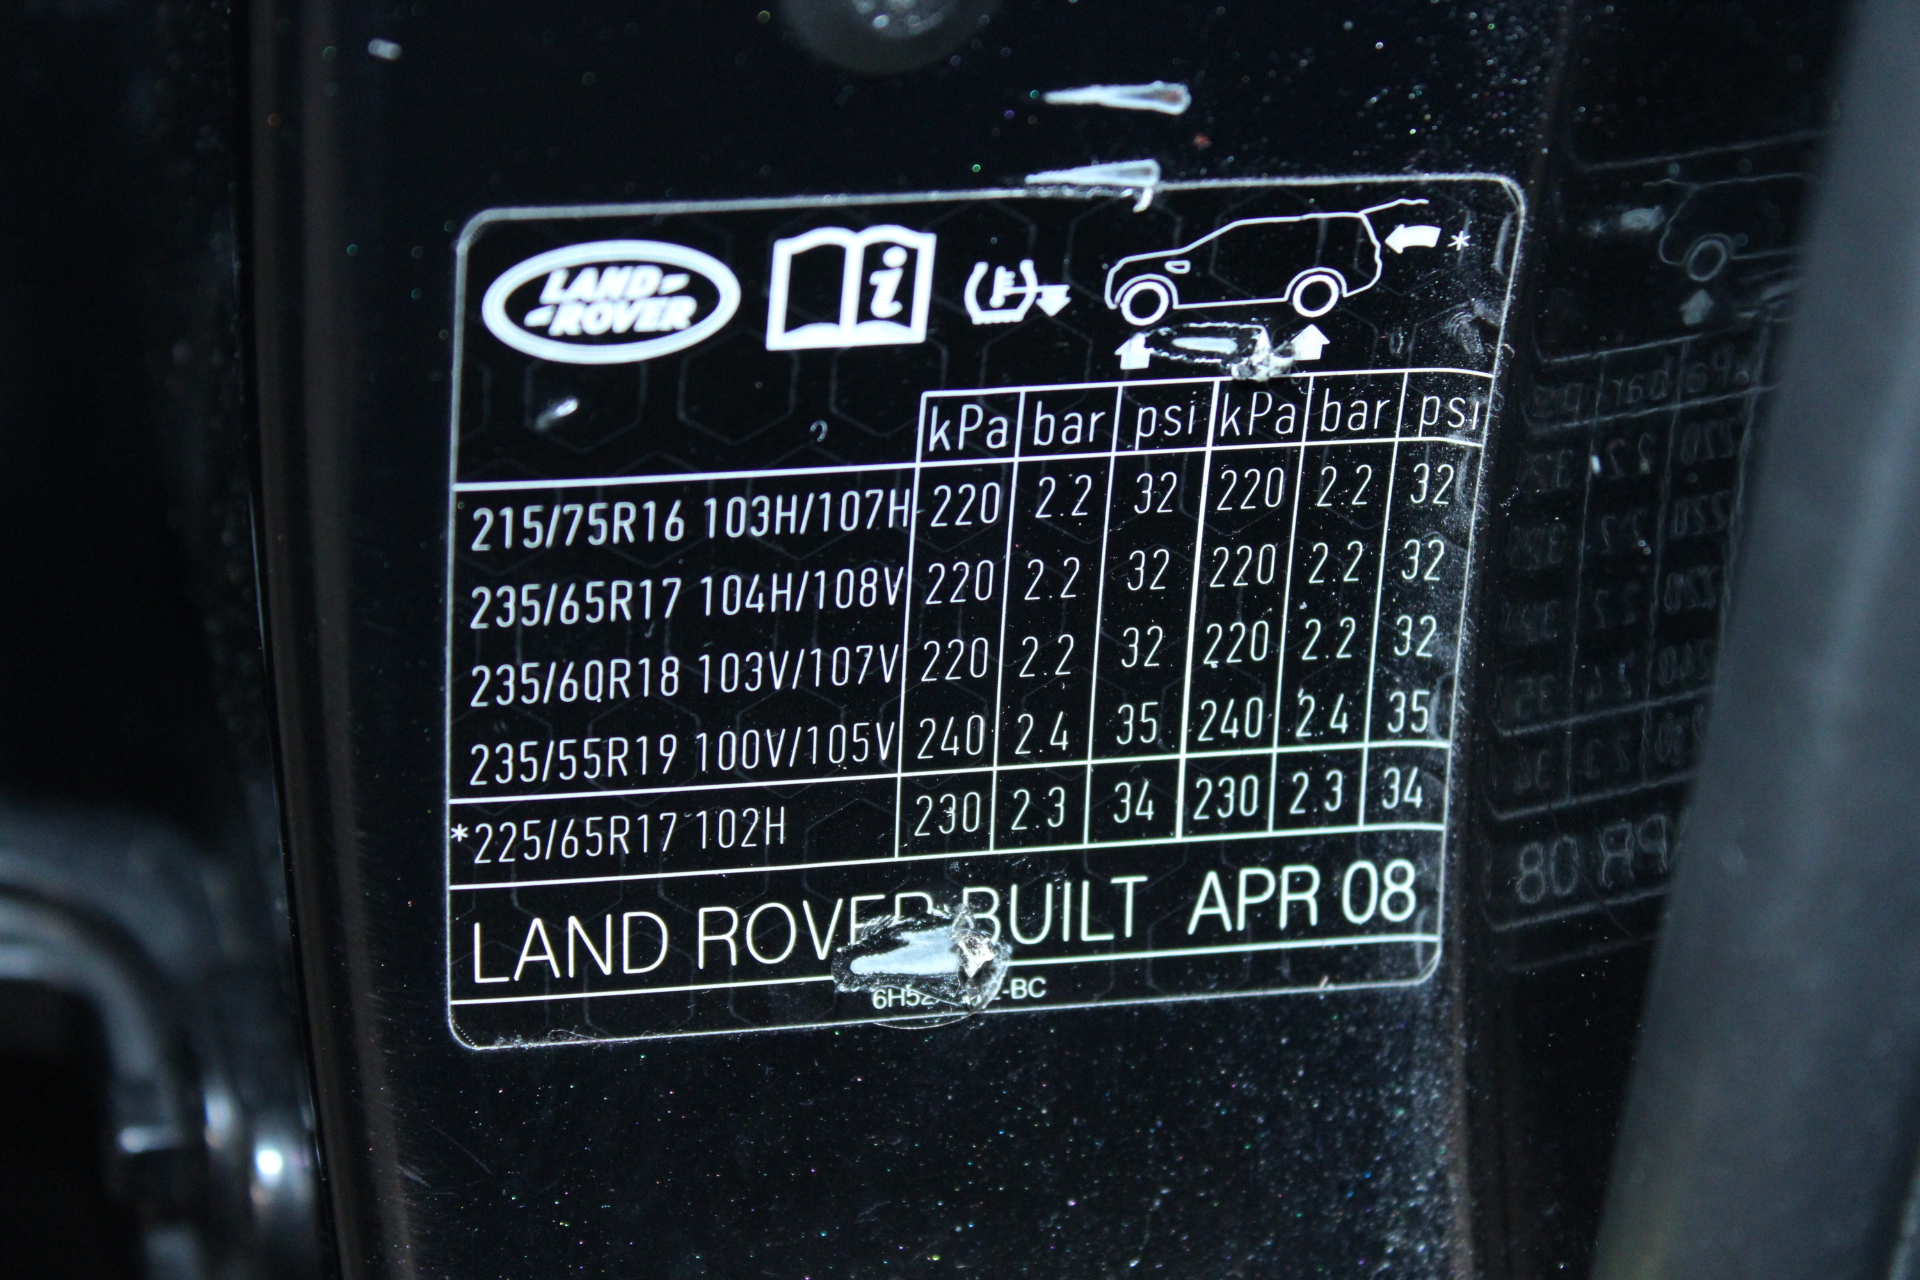 LAND-
-ROVER
i
*
kPa bar psi kPa bar psi
215/75R16 103H/107H 220 2.2 32 220 2.2 32
235/65R17 104H/108V 220 2.2 32 220 2.2 32
235/60R18 103V/107V 220 2.2 32 220 2.2 32
235/55R19 100V/105V 240 2.4 35 240 2.4 35
*225/65R17 102H 230 2.3 34 230 2.3 34
LAND ROVER BUILT APR 08